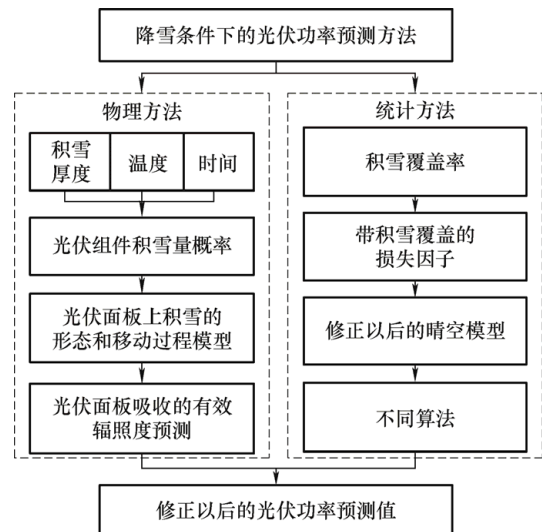 降雪条件下的光伏功率预测方法
物理方法
积雪
厚度
温度
时间
光伏组件积雪量概率
光伏面板上积雪的
形态和移动过程模型
光伏面板吸收的有效
辐照度预测
统计方法
积雪覆盖率
带积雪覆盖的
损失因子
修正以后的晴空模型
不同算法
修正以后的光伏功率预测值